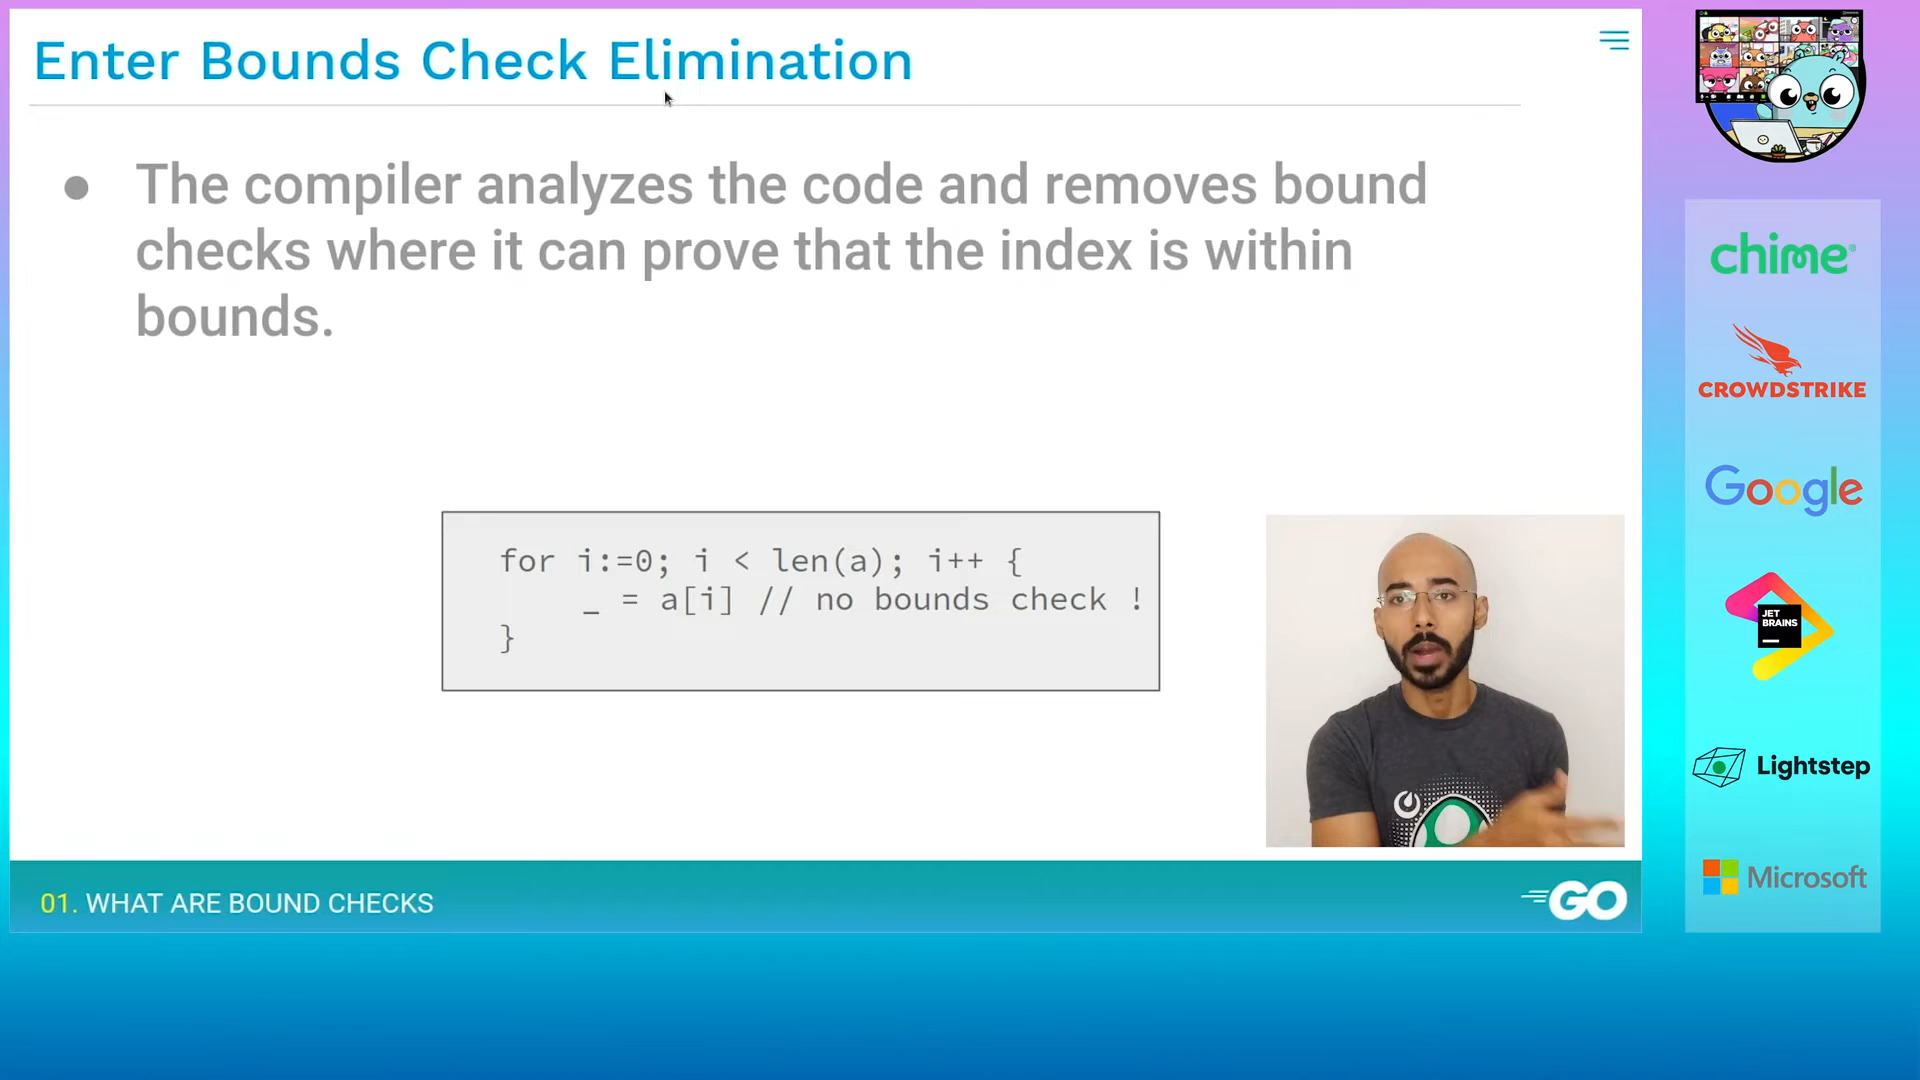 Enter Bounds Check Elimination
● The compiler analyzes the code and removes bound
checks where it can prove that the index is within
bounds.
for i:=0; i < len(a); i++ {
_ = a[i] // no bounds check !
}
01. WHAT ARE BOUND CHECKS
GO
chime
CROWDSTRIKE
Google
JET
BRAINS
Lightstep
Microsoft